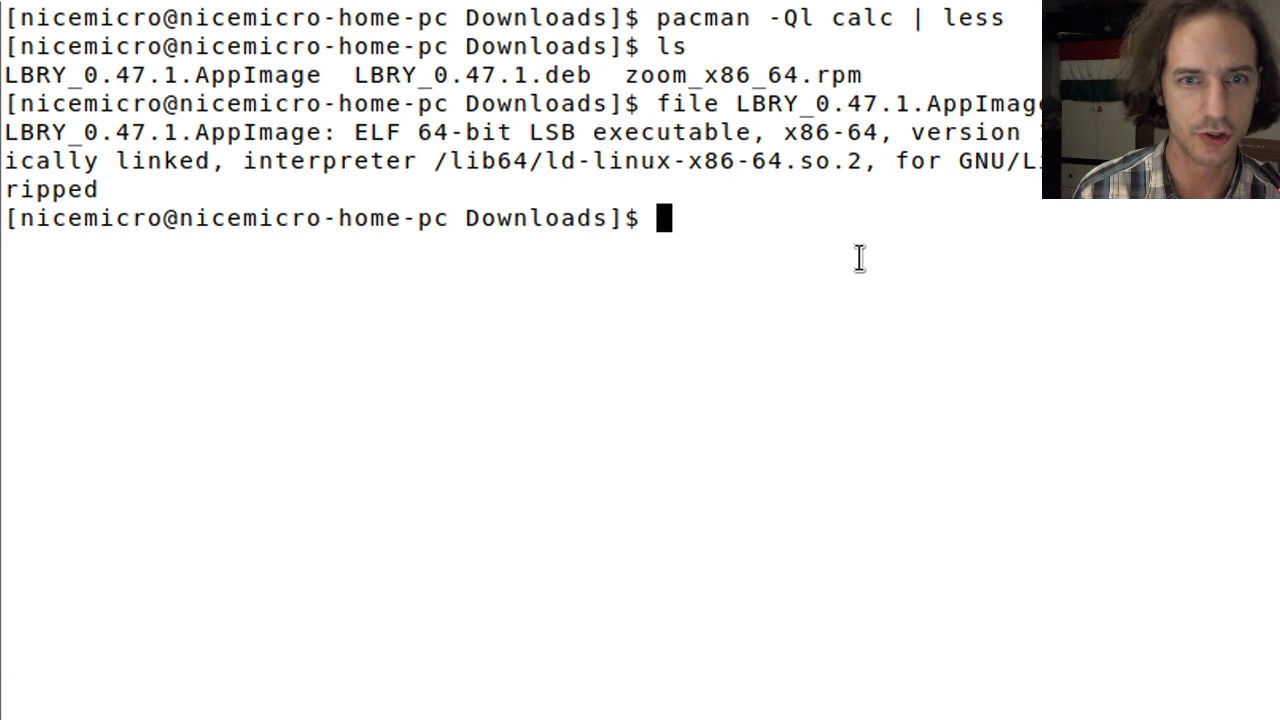 [nicemicro@nicemicro-home-pc Downloads]$ pacman -Ql calc | less
[nicemicro@nicemicro-home-pc Downloads]$ ls
LBRY_0.47.1.AppImage  LBRY_0.47.1.deb  zoom_x86_64.rpm
[nicemicro@nicemicro-home-pc Downloads]$ file LBRY_0.47.1.AppImage
LBRY_0.47.1.AppImage: ELF 64-bit LSB executable, x86-64, version
ically linked, interpreter /lib64/ld-linux-x86-64.so.2, for GNU/L
ripped
[nicemicro@nicemicro-home-pc Downloads]$